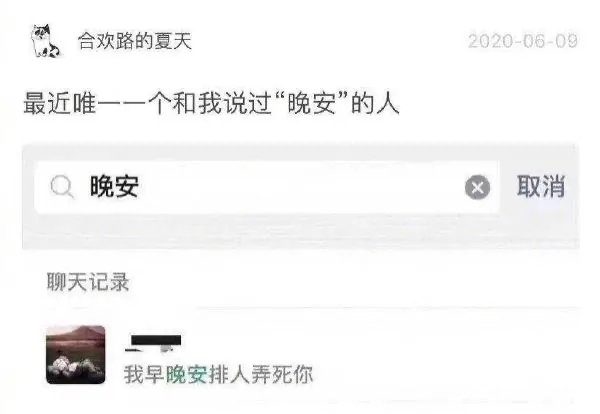 合欢路的夏天
2020-06-09
最近唯一一个和我说过“晚安”的人
晚安
取消
聊天记录
我早晚安排人弄死你